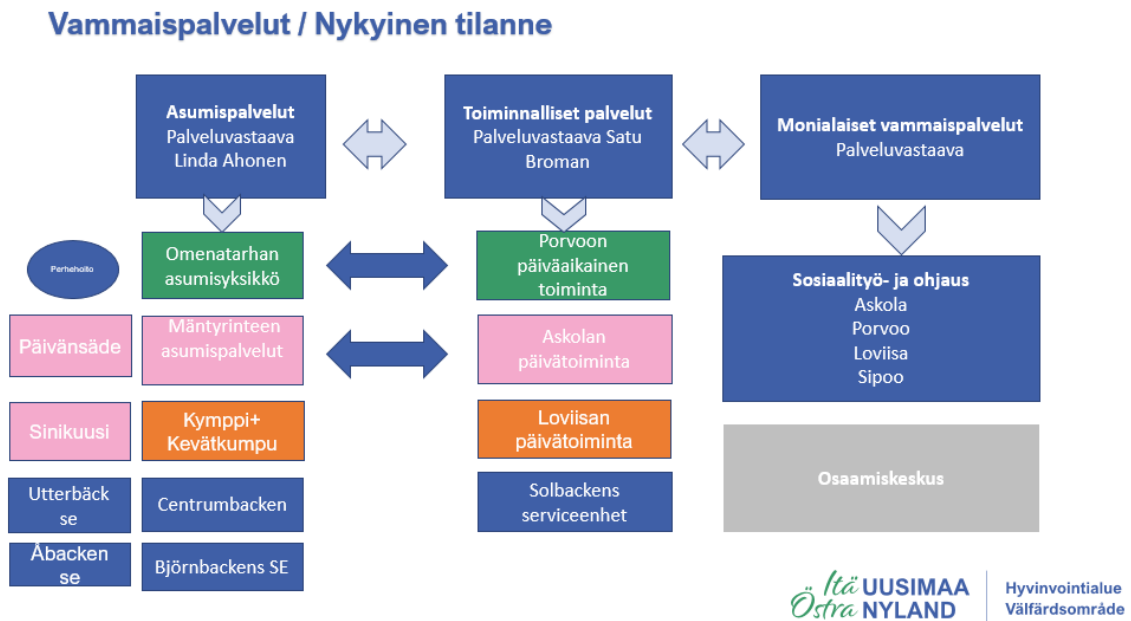 Vammaispalvelut / Nykyinen tilanne
Asumispalvelut
Palveluvastaava
Linda Ahonen
Toiminnalliset palvelut
Palveluvastaava Satu
Broman
Monialaiset vammaispalvelut
Palveluvastaava
Perhehoito
Omenatarhan
asumisyksikkö
Porvoon
päiväaikainen
toiminta
Sosiaalityö- ja ohjaus
Askola
Porvoo
Loviisa
Sipoo
Päivänsäde
Mäntyrinteen
asumispalvelut
Askolan
päivätoiminta
Sinikuusi
Kymppi+
Kevätkumpu
Loviisan
päivätoiminta
Osaamiskeskus
Utterbäck
se
Centrumbacken
Solbackens
serviceenhet
Åbacken
se
Björnbackens SE
Itä UUSIMAA
Östra NYLAND
Hyvinvointialue
Välfärdsområde